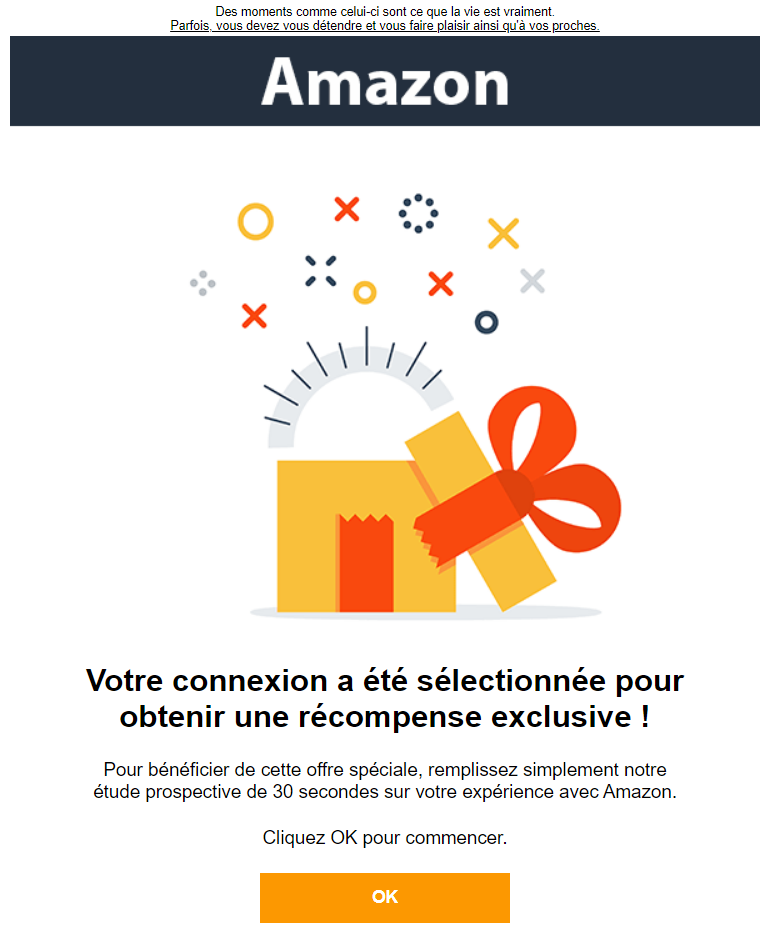 Des moments comme celui-ci sont ce que la vie est vraiment.
Parfois, vous devez vous détendre et vous faire plaisir ainsi qu'à vos proches.
Amazon
Votre connexion a été sélectionnée pour
obtenir une récompense exclusive !
Pour bénéficier de cette offre spéciale, remplissez simplement notre
étude prospective de 30 secondes sur votre expérience avec Amazon.
Cliquez OK pour commencer.
OK